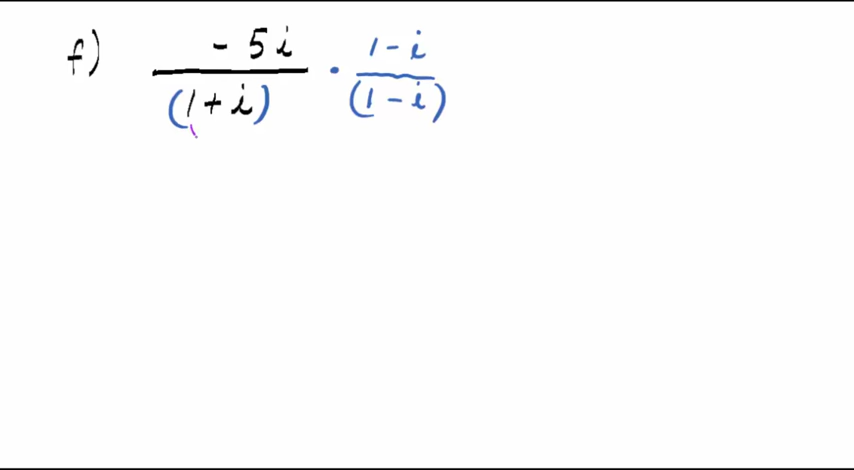 f) - 5i / (1 + i) · 1 - i / (1 - i)